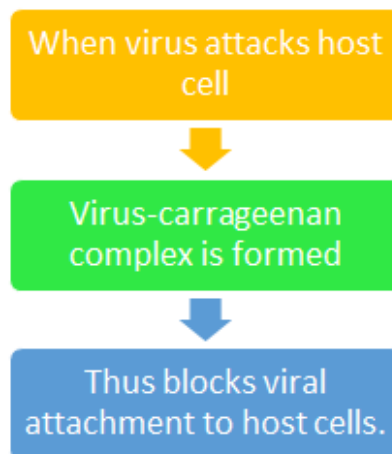 When virus attacks host
cell
Virus-carrageenan
complex is formed
Thus blocks viral
attachment to host cells.